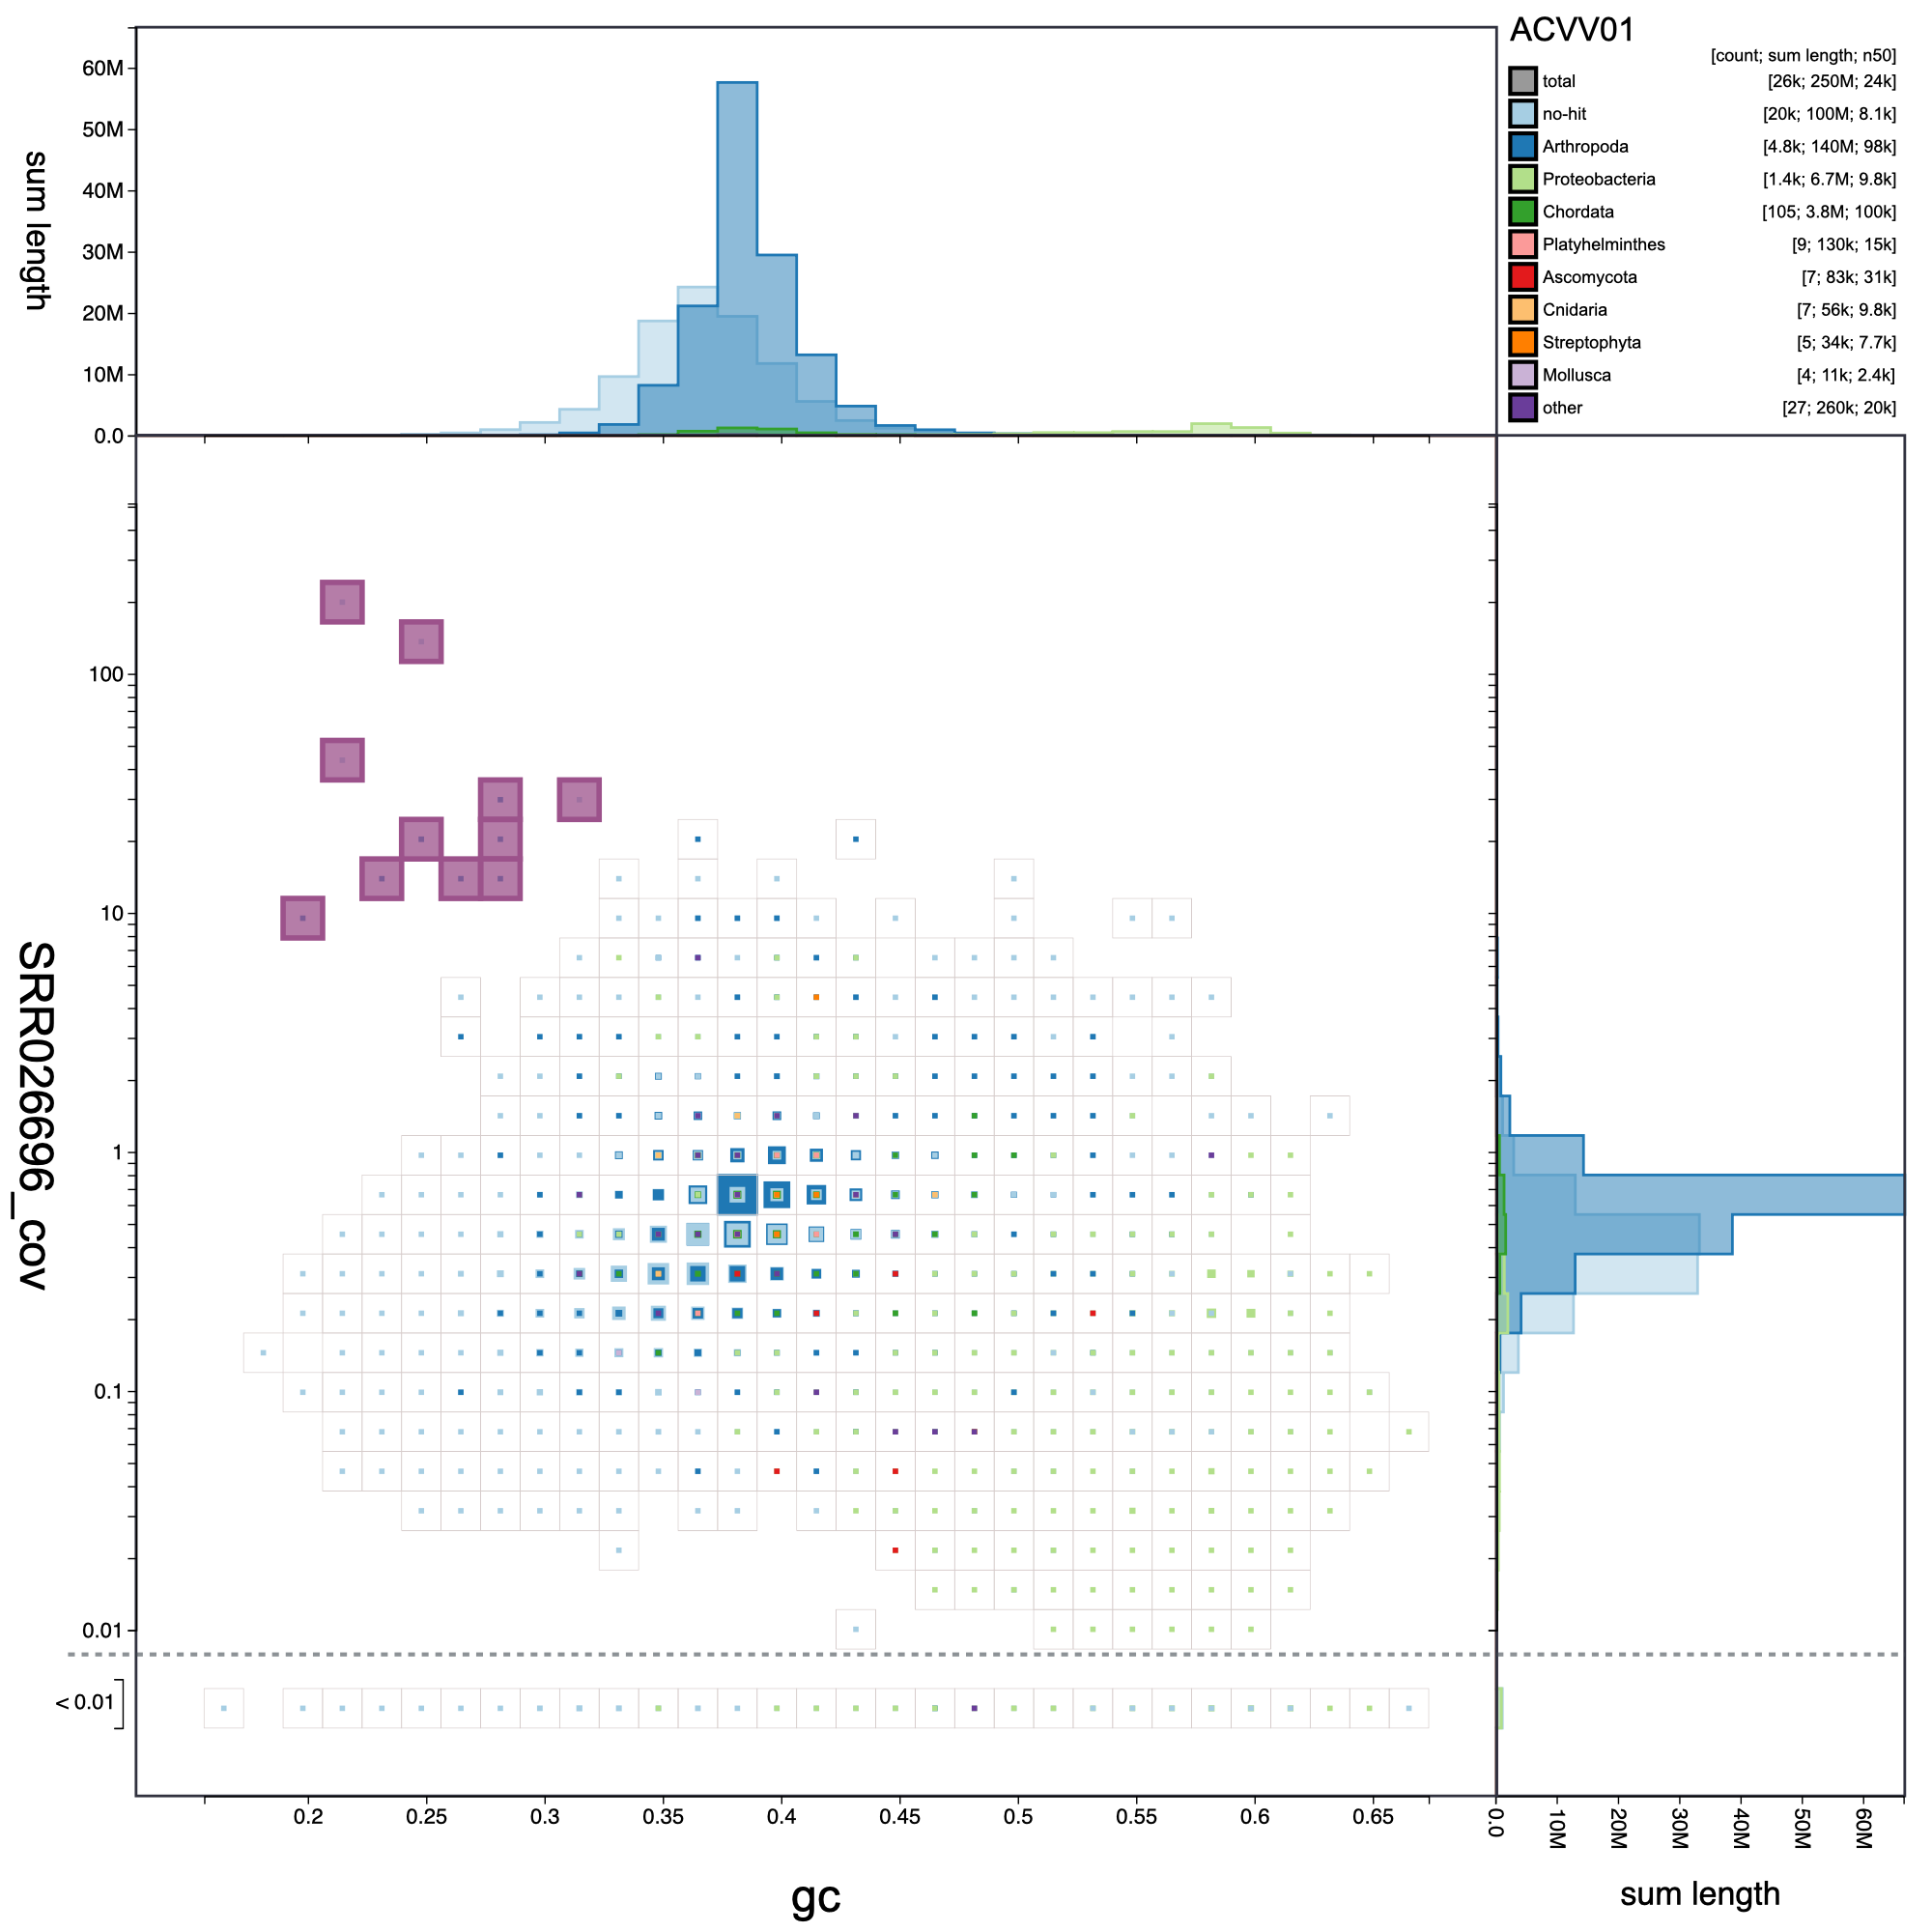 ACVV01
[count; sum length; n50]
total [26k; 250M; 24k]
no-hit [20k; 100M; 8.1k]
Arthropoda [4.8k; 140M; 98k]
Proteobacteria [1.4k; 6.7M; 9.8k]
Chordata [105; 3.8M; 100k]
Platyhelminthes [9; 130k; 15k]
Ascomycota [7; 83k; 31k]
Cnidaria [7; 56k; 9.8k]
Streptophyta [5; 34k; 7.7k]
Mollusca [4; 11k; 2.4k]
other [27; 260k; 20k]
sum length
60M
50M
40M
30M
20M
10M
0.0
SRR026696_cov
100
10
1
0.1
0.01
< 0.01
0.2 0.25 0.3 0.35 0.4 0.45 0.5 0.55 0.6 0.65
gc
0.0 10M 20M 30M 40M 50M 60M
sum length